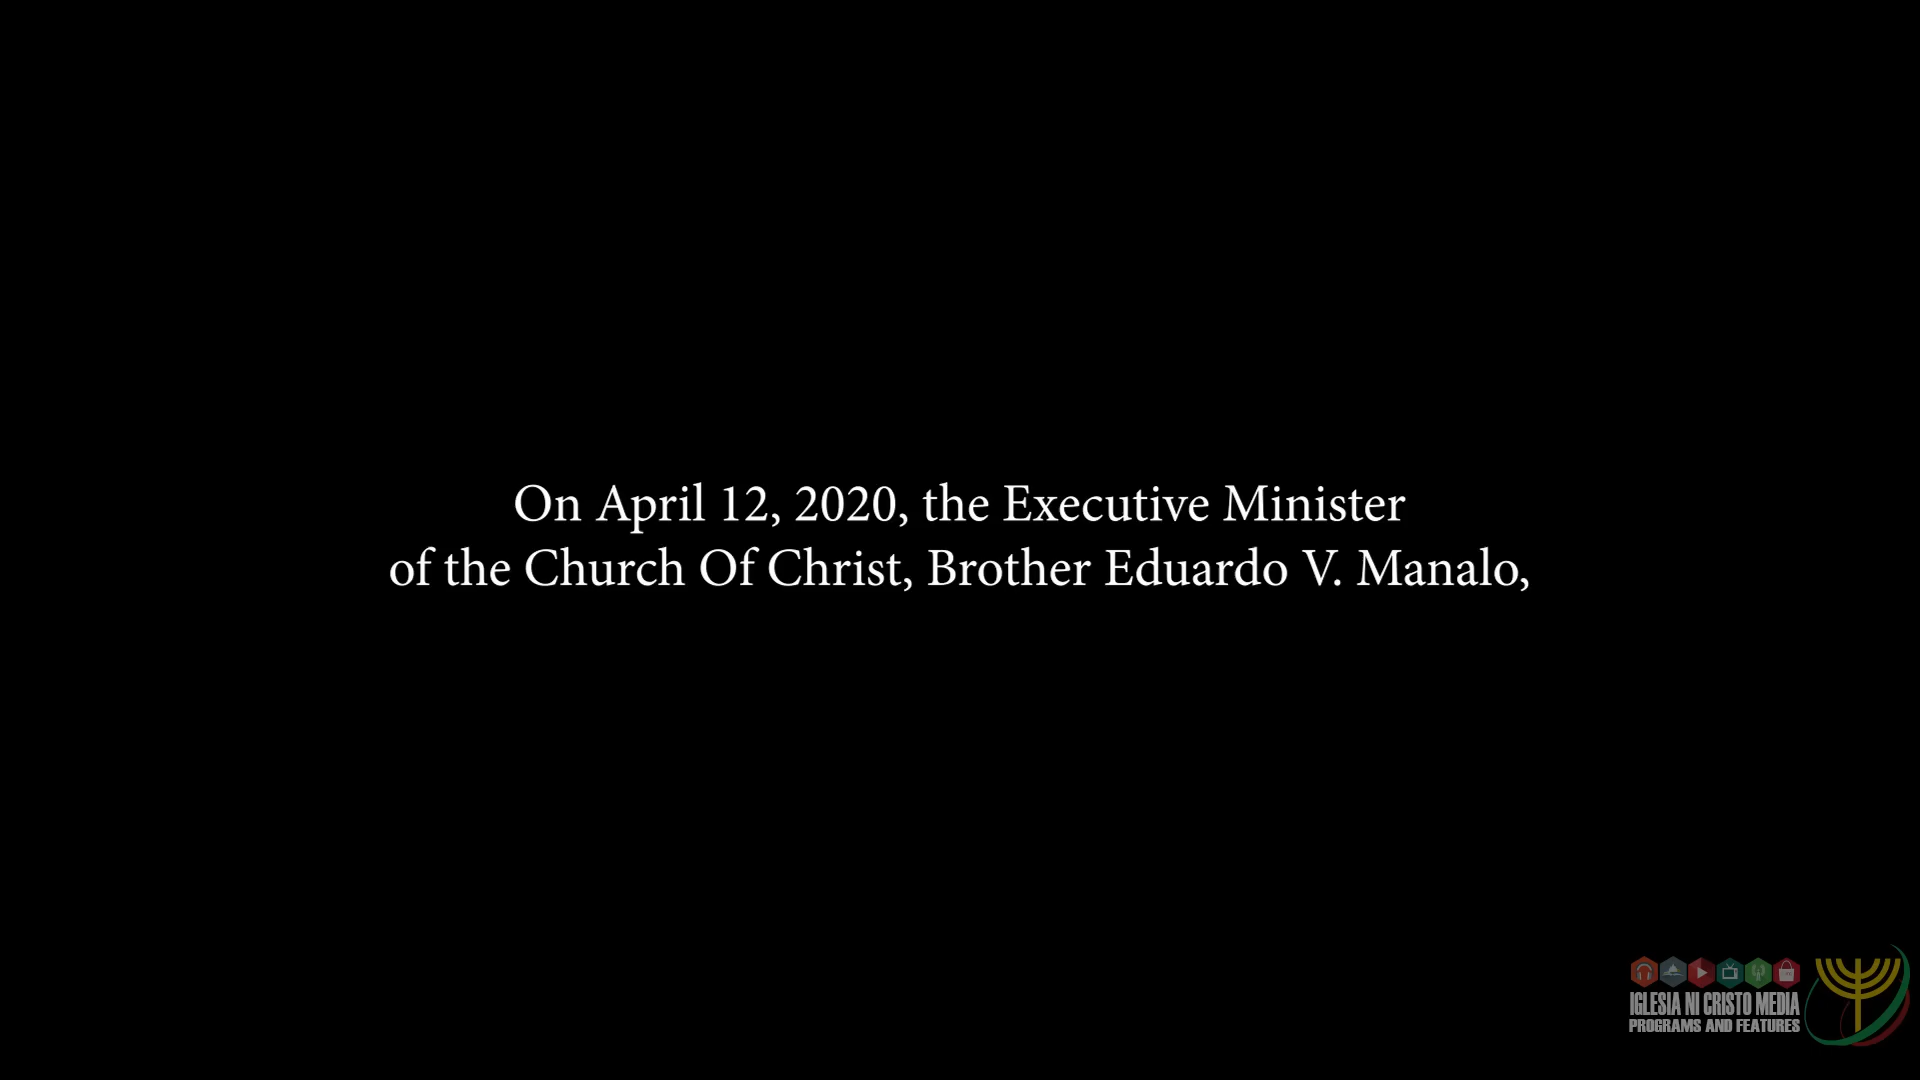 On April 12, 2020, the Executive Minister
of the Church Of Christ, Brother Eduardo V. Manalo,
IGLESIA NI CRISTO MEDIA
PROGRAMS AND FEATURES